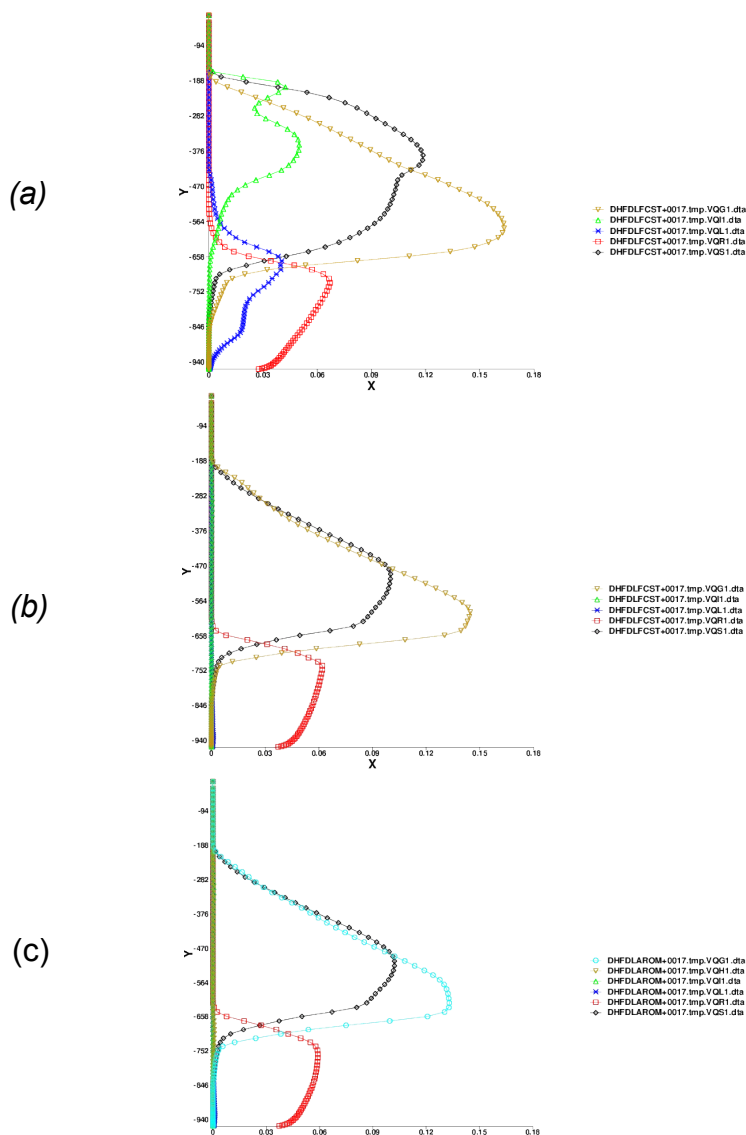 (a)
Y
-94
-188
-282
-376
-470
-564
-658
-752
-846
-940
0 0.03 0.06 0.09 0.12 0.15 0.18
X
DHFDLFCST+0017.tmp.VQG1.dta
DHFDLFCST+0017.tmp.VQI1.dta
DHFDLFCST+0017.tmp.VQL1.dta
DHFDLFCST+0017.tmp.VQR1.dta
DHFDLFCST+0017.tmp.VQS1.dta
(b)
Y
-94
-188
-282
-376
-470
-564
-658
-752
-846
-940
0 0.03 0.06 0.09 0.12 0.15 0.18
X
DHFDLFCST+0017.tmp.VQG1.dta
DHFDLFCST+0017.tmp.VQI1.dta
DHFDLFCST+0017.tmp.VQL1.dta
DHFDLFCST+0017.tmp.VQR1.dta
DHFDLFCST+0017.tmp.VQS1.dta
(c)
Y
-94
-188
-282
-376
-470
-564
-658
-752
-846
-940
0 0.03 0.06 0.09 0.12 0.15 0.18
X
DHFDLAROM+0017.tmp.VQG1.dta
DHFDLAROM+0017.tmp.VQH1.dta
DHFDLAROM+0017.tmp.VQI1.dta
DHFDLAROM+0017.tmp.VQL1.dta
DHFDLAROM+0017.tmp.VQR1.dta
DHFDLAROM+0017.tmp.VQS1.dta